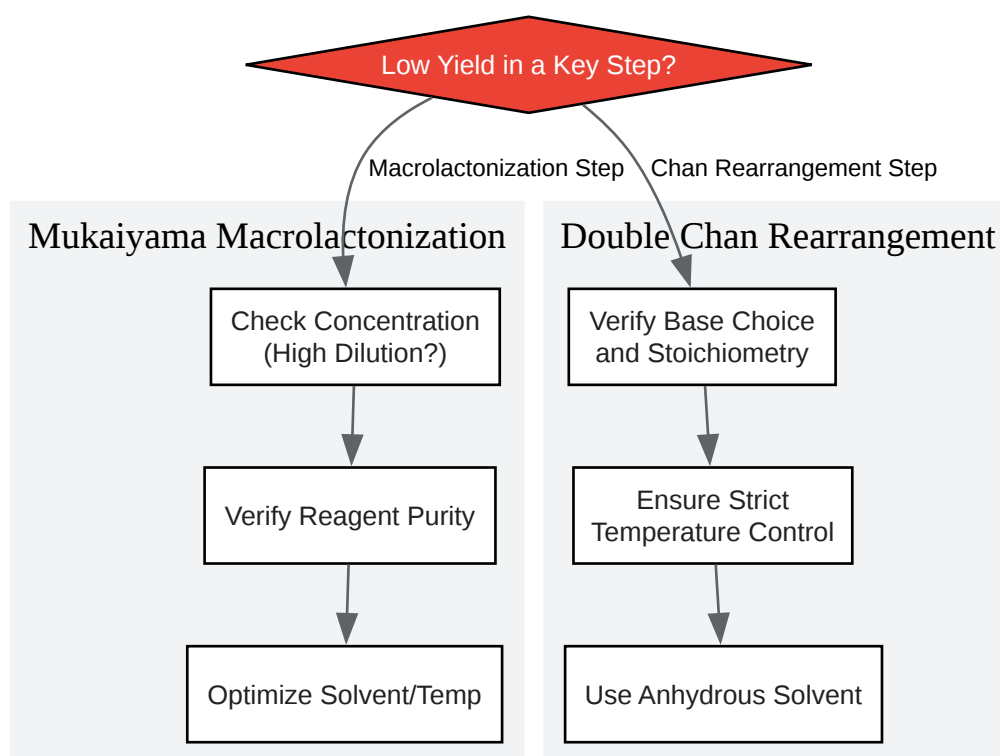 Low Yield in a Key Step?
Macrolactonization Step
Chan Rearrangement Step
Mukaiyama Macrolactonization
Double Chan Rearrangement
Check Concentration
(High Dilution?)
Verify Base Choice
and Stoichiometry
Verify Reagent Purity
Ensure Strict
Temperature Control
Optimize Solvent/Temp
Use Anhydrous Solvent